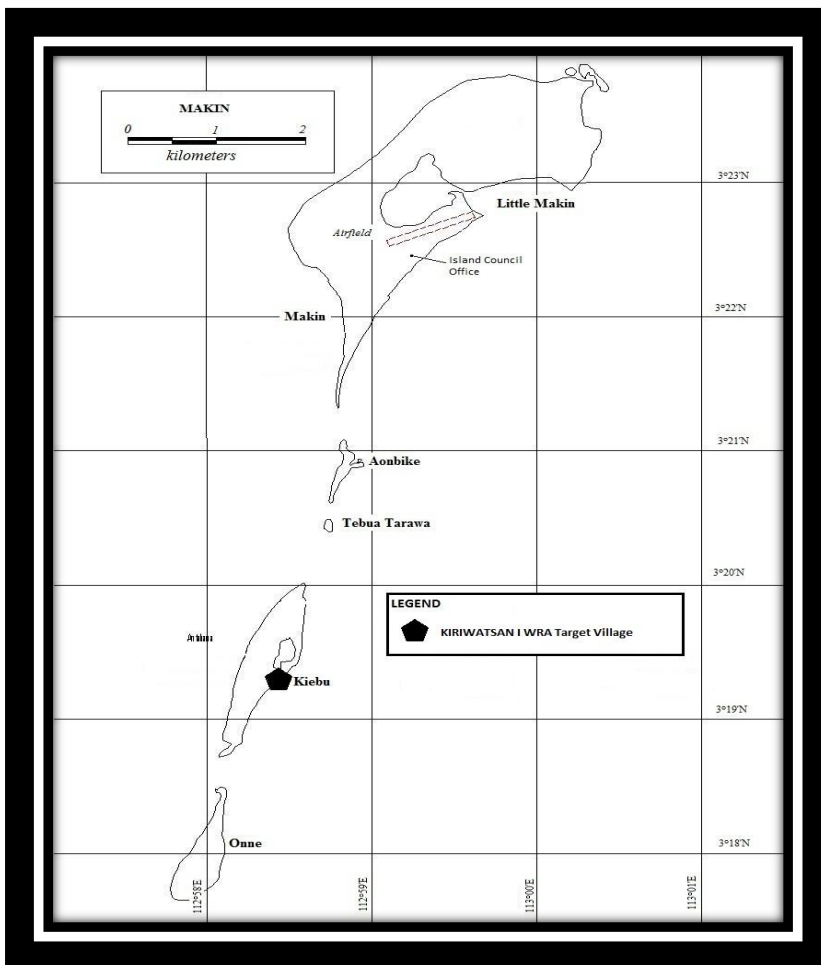 MAKIN
0 1 2
kilometers
3°23'N
Little Makin
Airfield
Island Council
Office
Makin
3°22'N
3°21'N
Aonbike
Tebua Tarawa
3°20'N
LEGEND
KIRIWATSAN I WRA Target Village
Kiebu
3°19'N
Onne
3°18'N
112°58'E
112°59'E
113°00'E
113°01'E